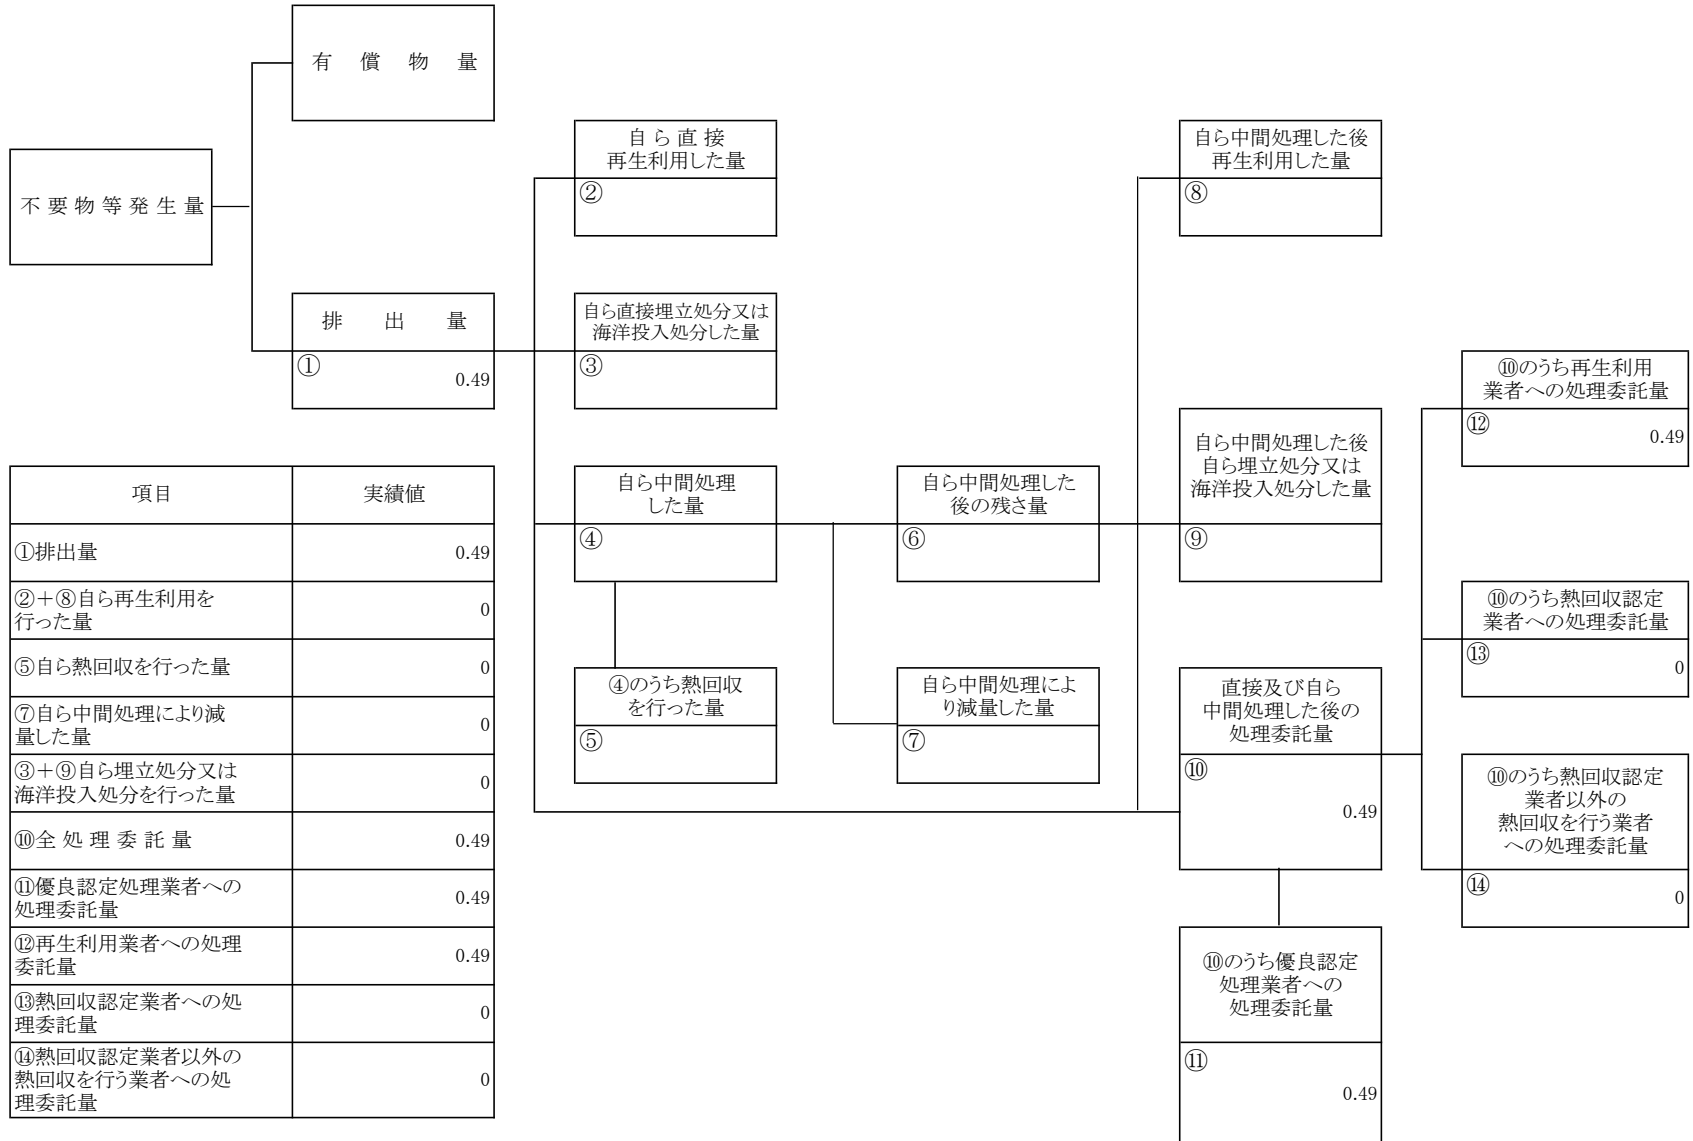 有償物量
不要物等発生量
排出量
①
0.49
自ら直接
再生利用した量
②
自ら直接埋立処分又は
海洋投入処分した量
③
自ら中間処理
した量
④
④のうち熱回収
を行った量
⑤
自ら中間処理した
後の残さ量
⑥
自ら中間処理によ
り減量した量
⑦
自ら中間処理した後
再生利用した量
⑧
自ら中間処理した後
自ら埋立処分又は
海洋投入処分した量
⑨
直接及び自ら
中間処理した後の
処理委託量
⑩
0.49
⑩のうち優良認定
処理業者への
処理委託量
⑪
0.49
⑩のうち再生利用
業者への処理委託量
⑫
0.49
⑩のうち熱回収認定
業者への処理委託量
⑬
0
⑩のうち熱回収認定
業者以外の
熱回収を行う業者
への処理委託量
⑭
0
項目 実績値
①排出量 0.49
②＋⑧自ら再生利用を
行った量 0
⑤自ら熱回収を行った量 0
⑦自ら中間処理により減
量した量 0
③＋⑨自ら埋立処分又は
海洋投入処分を行った量 0
⑩全処理委託量 0.49
⑪優良認定処理業者への
処理委託量 0.49
⑫再生利用業者への処理
委託量 0.49
⑬熱回収認定業者への処
理委託量 0
⑭熱回収認定業者以外の
熱回収を行う業者への処
理委託量 0